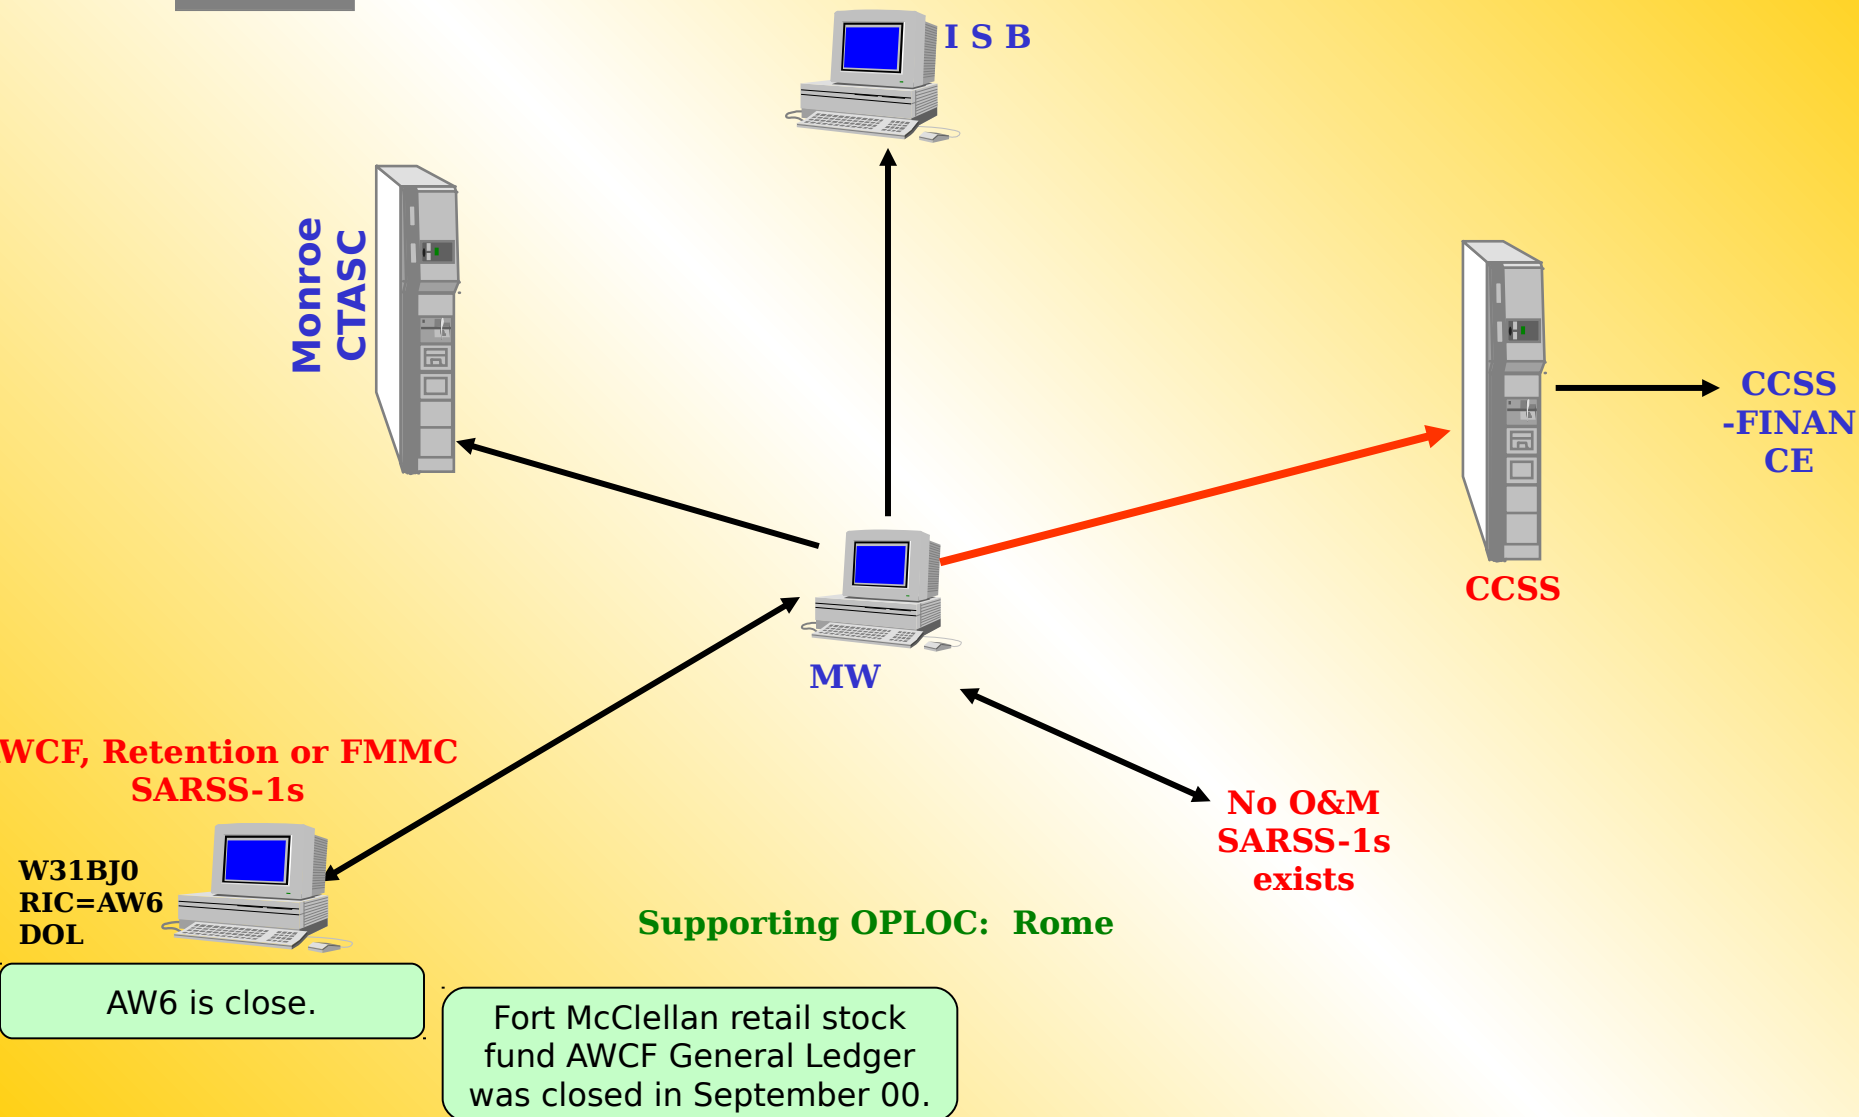 I S B
Monroe
CTASC
CCSS
-FINAN
CE
CCSS
MW
WCF, Retention or FMMC
SARSS-1s
No O&M
SARSS-1s
exists
W31BJ0
RIC=AW6
DOL
Supporting OPLOC:  Rome
AW6 is close.
Fort McClellan retail stock
fund AWCF General Ledger
was closed in September 00.